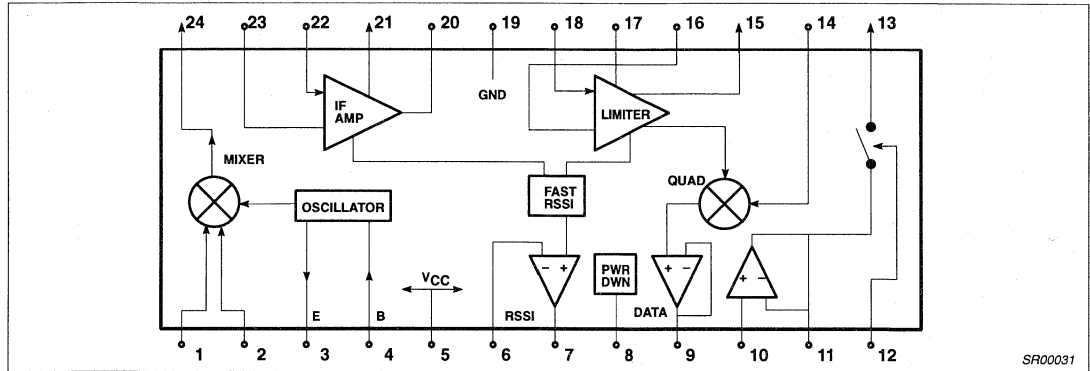 24 23 22 21 20 19 18 17 16 15 14 13
IF
AMP
GND
LIMITER
MIXER
FAST
RSSI
QUAD
OSCILLATOR
VCC
– +
PWR
DWN
+ –
+ –
E B RSSI DATA
1 2 3 4 5 6 7 8 9 10 11 12
SR00031